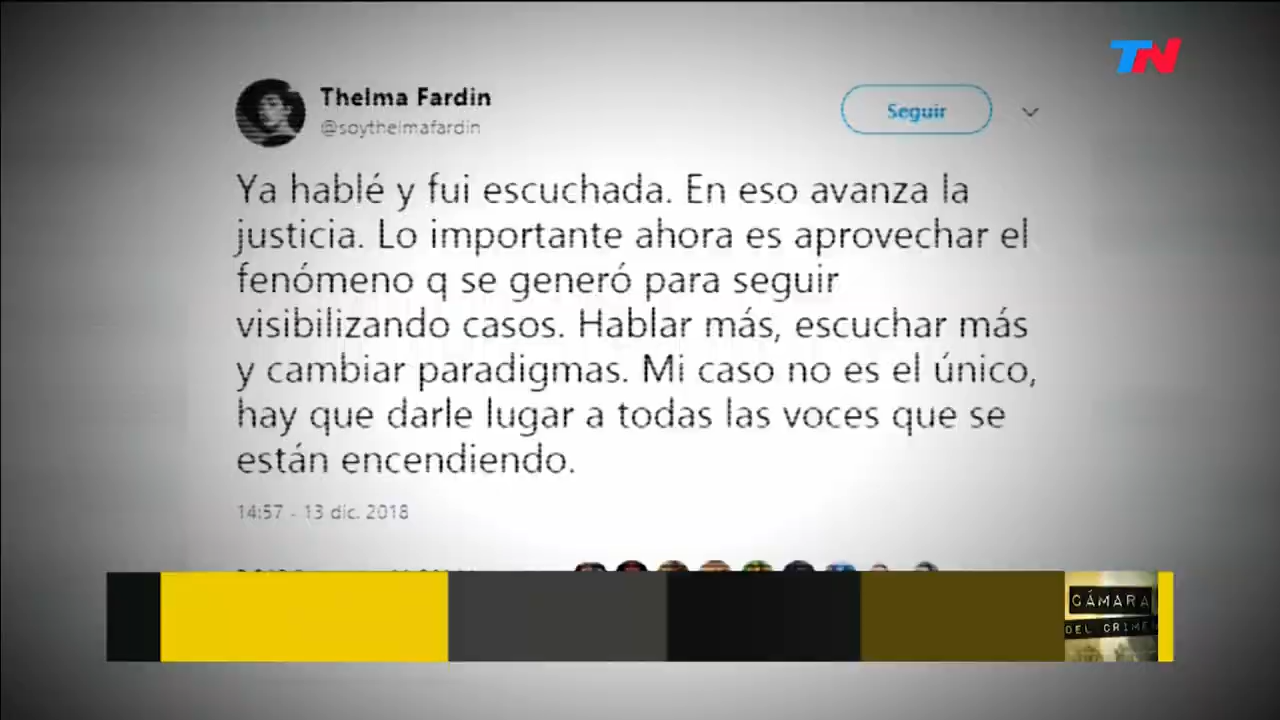 TN
Thelma Fardin
@soythelmafardin
Seguir
Ya hablé y fui escuchada. En eso avanza la
justicia. Lo importante ahora es aprovechar el
fenómeno q se generó para seguir
visibilizando casos. Hablar más, escuchar más
y cambiar paradigmas. Mi caso no es el único,
hay que darle lugar a todas las voces que se
están encendiendo.
14:57 - 13 dic. 2018
CÁMARA
DEL CRIMEN